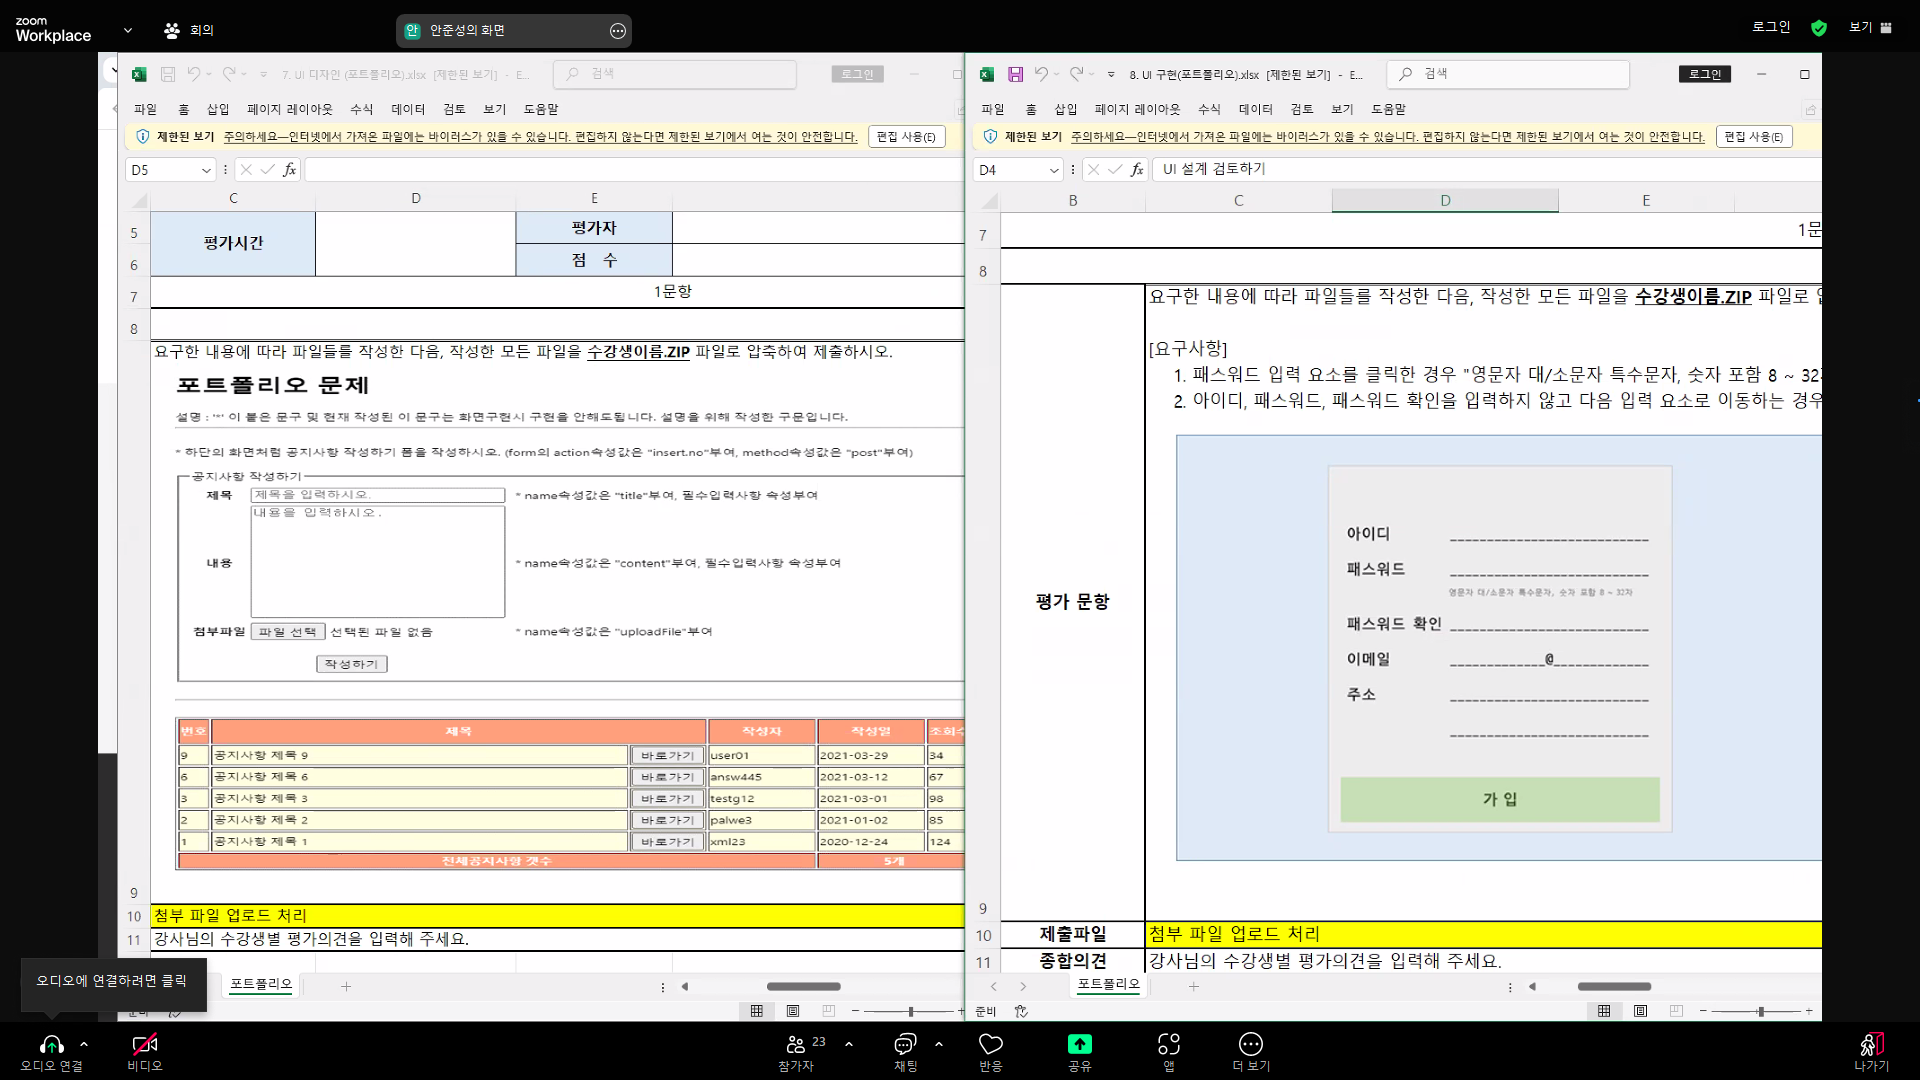 zoom
Workplace
회의
안 안준성의 화면
로그인
보기
7. UI 디자인 (포트폴리오).xlsx [제한된 보기] - E...
검색
로그인
파일 홈 삽입 페이지 레이아웃 수식 데이터 검토 보기 도움말
제한된 보기 주의하세요—인터넷에서 가져온 파일에는 바이러스가 있을 수 있습니다. 편집하지 않는다면 제한된 보기에서 여는 것이 안전합니다. 편집 사용(E)
D5 fx
C D E
5 평가시간 평가자
6 점 수
7 1문항
8
요구한 내용에 따라 파일들를 작성한 다음, 작성한 모든 파일을 수강생이름.ZIP 파일로 압축하여 제출하시오.
포트폴리오 문제
설명 : '*' 이 붙은 문구 및 현재 작성된 이 문구는 화면구현시 구현을 안해도됩니다. 설명을 위해 작성한 구문입니다.
* 하단의 화면처럼 공지사항 작성하기 폼을 작성하시오. (form의 action속성값은 "insert.no"부여, method속성값은 "post"부여)
공지사항 작성하기
제목 제목을 입력하시오. * name속성값은 "title"부여, 필수입력사항 속성부여
내용을 입력하시오.
내용 * name속성값은 "content"부여, 필수입력사항 속성부여
첨부파일 파일 선택 선택된 파일 없음 * name속성값은 "uploadFile"부여
작성하기
번호 제목 작성자 작성일 조회수
9 공지사항 제목 9 바로가기 user01 2021-03-29 34
6 공지사항 제목 6 바로가기 answ445 2021-03-12 67
3 공지사항 제목 3 바로가기 testg12 2021-03-01 98
2 공지사항 제목 2 바로가기 palwe3 2021-01-02 85
1 공지사항 제목 1 바로가기 xml23 2020-12-24 124
전체공지사항 갯수 5개
9
10 첨부 파일 업로드 처리
11 강사님의 수강생별 평가의견을 입력해 주세요.
포트폴리오
8. UI 구현(포트폴리오).xlsx [제한된 보기] - E...
검색
로그인
파일 홈 삽입 페이지 레이아웃 수식 데이터 검토 보기 도움말
제한된 보기 주의하세요—인터넷에서 가져온 파일에는 바이러스가 있을 수 있습니다. 편집하지 않는다면 제한된 보기에서 여는 것이 안전합니다. 편집 사용(E)
D4 fx UI 설계 검토하기
B C D E
7 1문
8
요구한 내용에 따라 파일들를 작성한 다음, 작성한 모든 파일을 수강생이름.ZIP 파일로
[요구사항]
1. 패스워드 입력 요소를 클릭한 경우 "영문자 대/소문자 특수문자, 숫자 포함 8 ~ 32
2. 아이디, 패스워드, 패스워드 확인을 입력하지 않고 다음 입력 요소로 이동하는 경우
평가 문항
아이디
패스워드
영문자 대/소문자 특수문자, 숫자 포함 8 ~ 32자
패스워드 확인
이메일 @
주소
가 입
9
10 제출파일 첨부 파일 업로드 처리
11 종합의견 강사님의 수강생별 평가의견을 입력해 주세요.
포트폴리오
준비
오디오에 연결하려면 클릭
오디오 연결
비디오
23
참가자
채팅
반응
공유
앱
더 보기
나가기